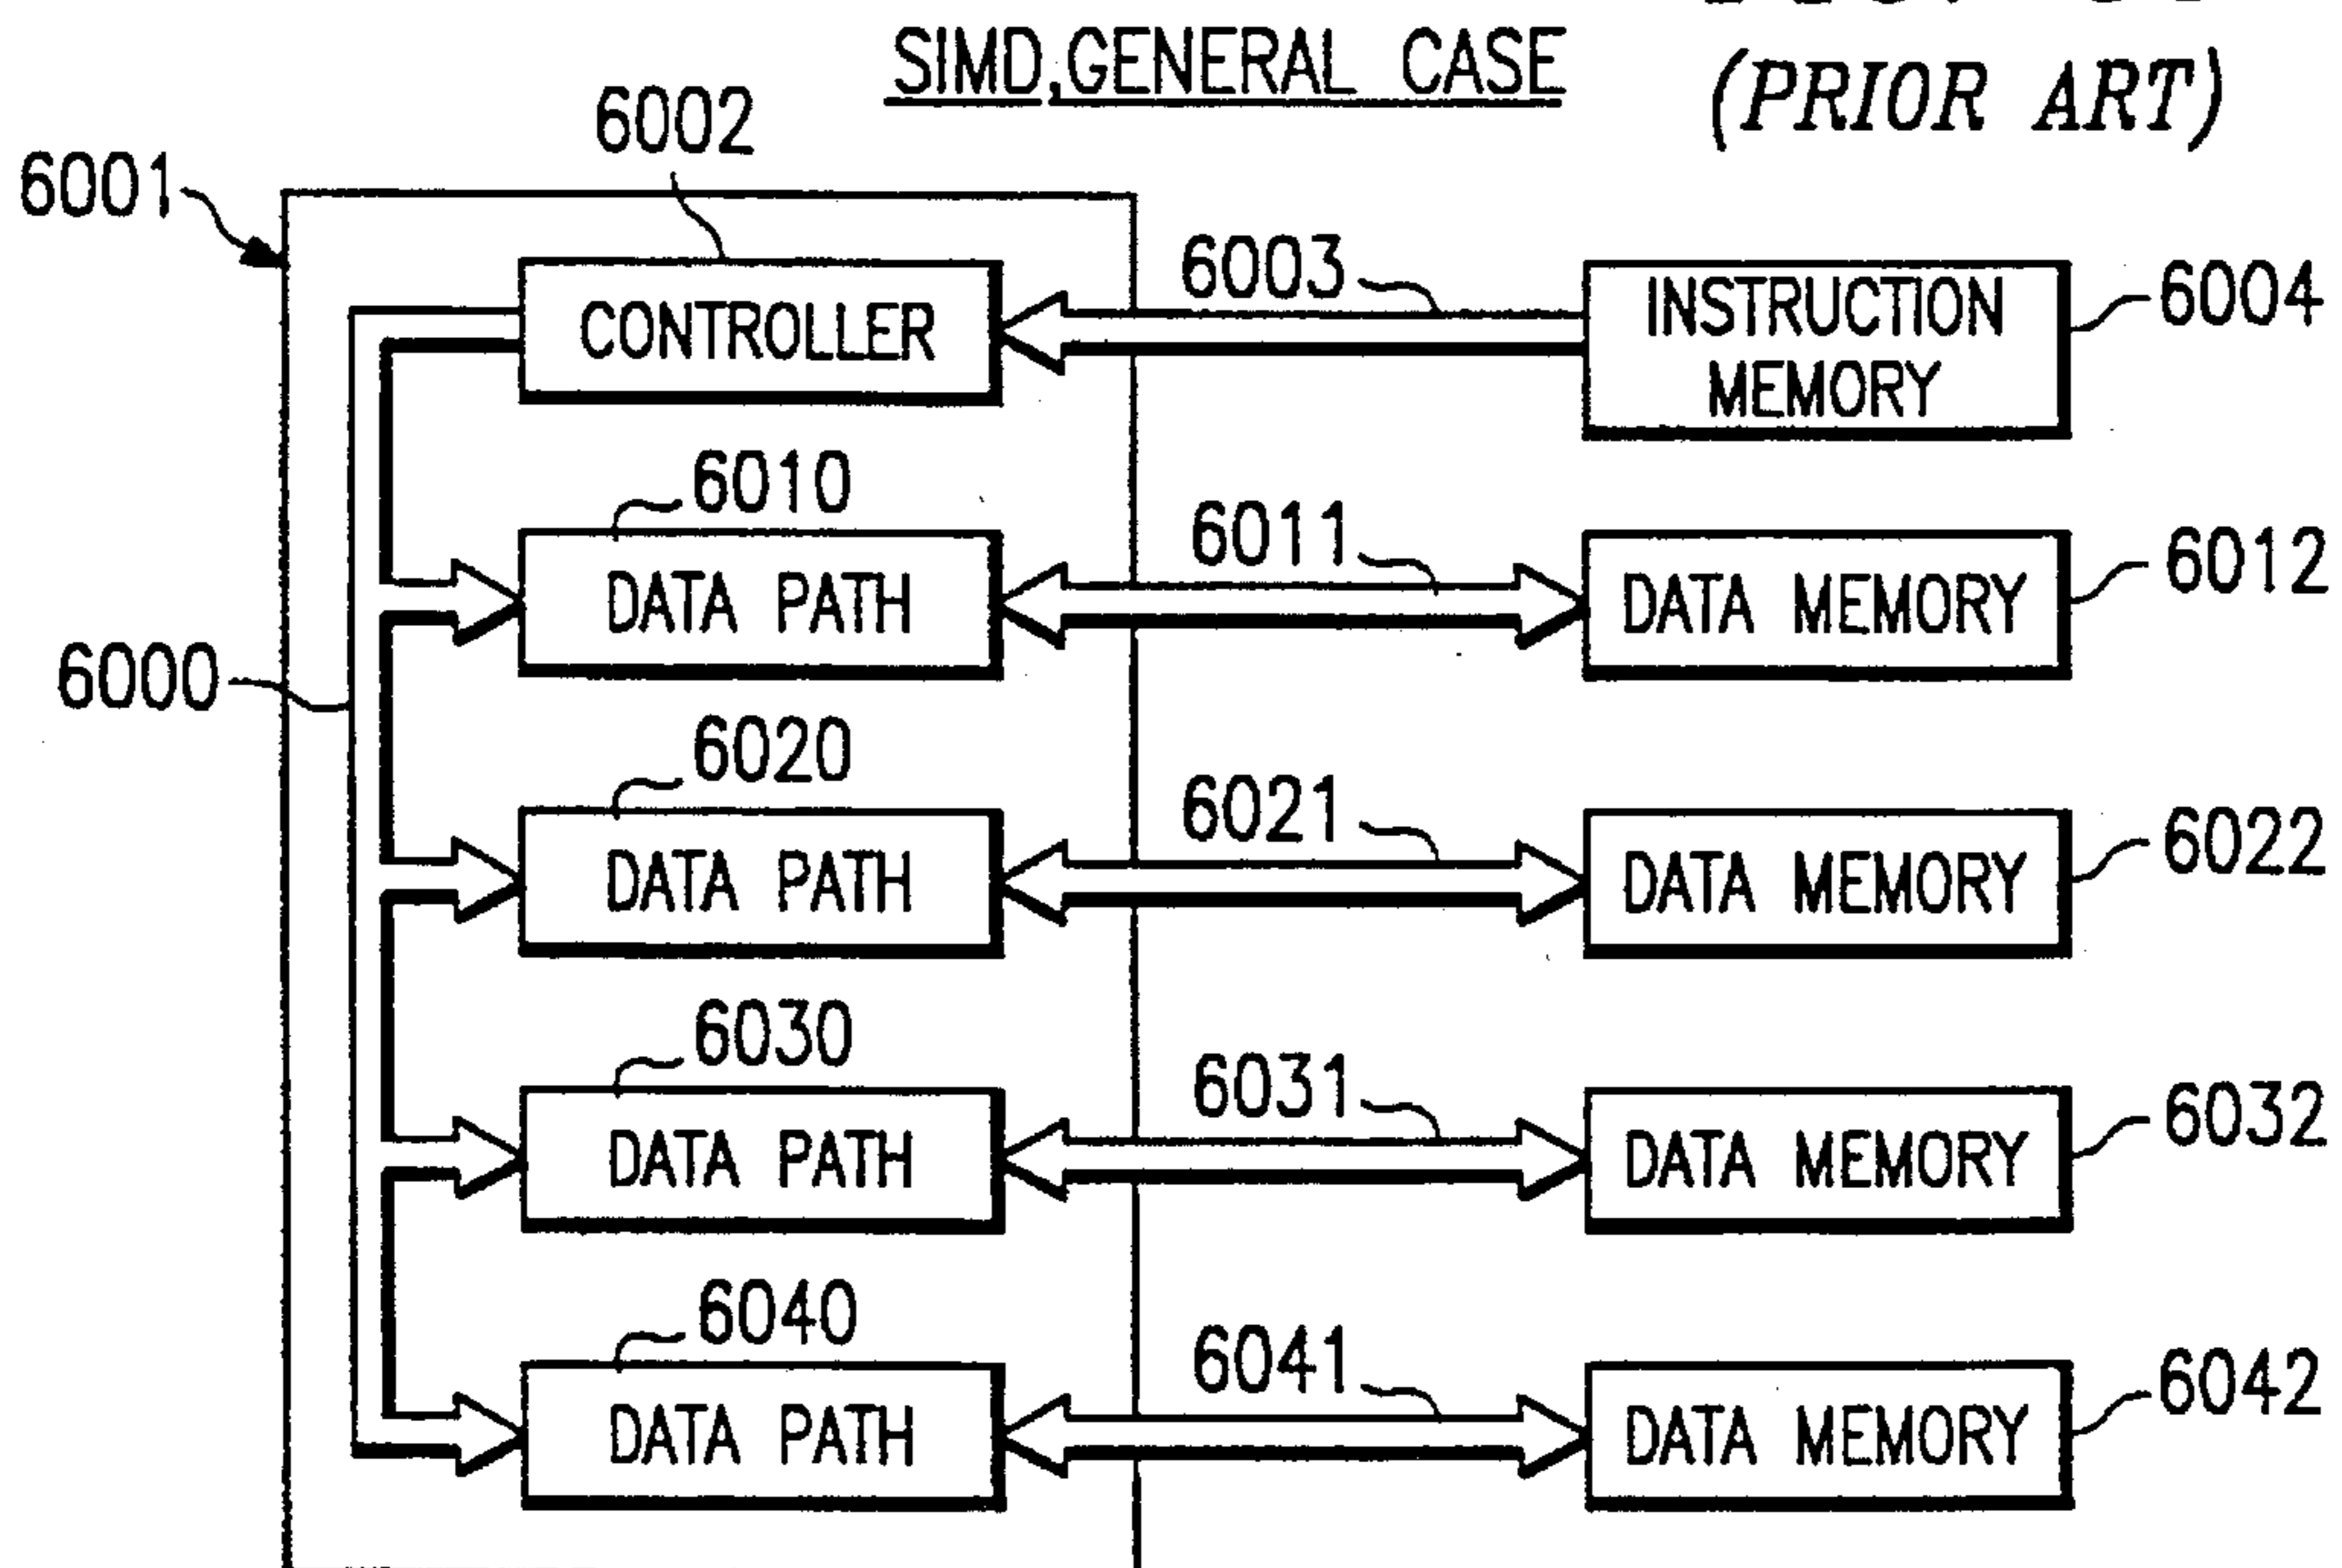 SIMD,GENERAL CASE
(PRIOR ART)
6002
6001
6003
CONTROLLER
INSTRUCTION
MEMORY
6004
6010
6011
DATA PATH
DATA MEMORY
6012
6000
6020
6021
DATA PATH
DATA MEMORY
6022
6030
6031
DATA PATH
DATA MEMORY
6032
6040
6041
DATA PATH
DATA MEMORY
6042